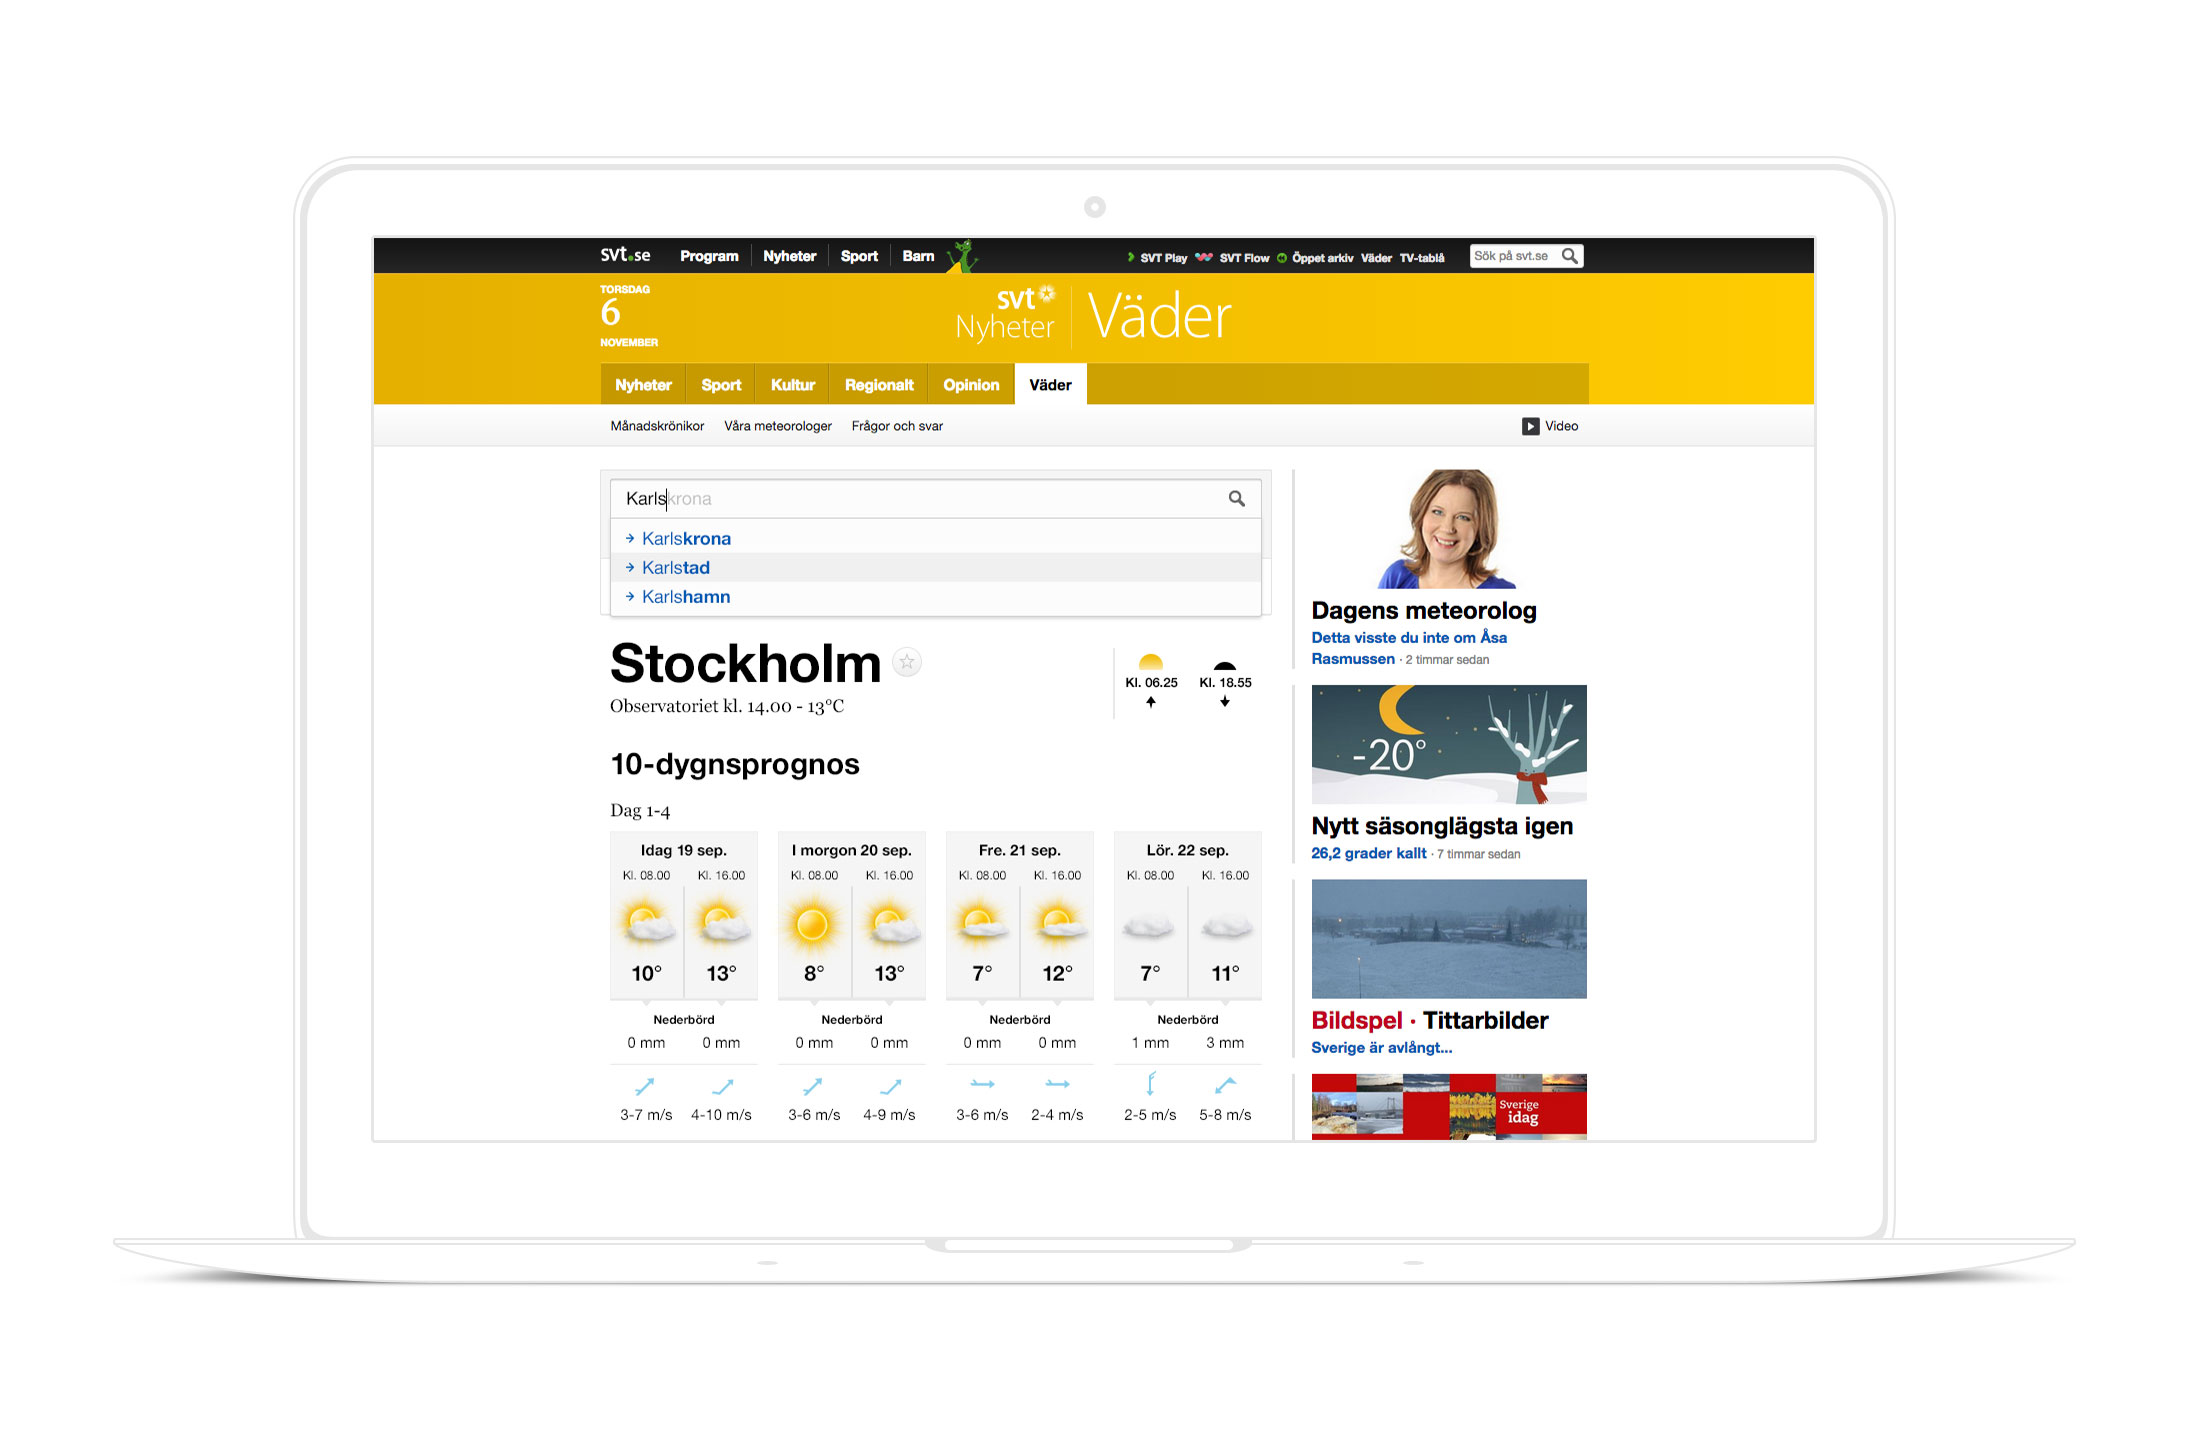 svt.se Program Nyheter Sport Barn SVT Play SVT Flow Öppet arkiv Väder TV-tablå Sök på svt.se
TORSDAG
6
NOVEMBER
svt
Nyheter
Väder
Nyheter Sport Kultur Regionalt Opinion Väder
Månadskrönikor Våra meteorologer Frågor och svar Video
Karlskrona
Karlskrona
Karlstad
Karlshamn
Stockholm
Observatoriet kl. 14.00 - 13°C
Kl. 06.25 Kl. 18.55
10-dygnsprognos
Dag 1-4
Idag 19 sep. I morgon 20 sep. Fre. 21 sep. Lör. 22 sep.
Kl. 08.00 Kl. 16.00 Kl. 08.00 Kl. 16.00 Kl. 08.00 Kl. 16.00 Kl. 08.00 Kl. 16.00
10° 13° 8° 13° 7° 12° 7° 11°
Nederbörd Nederbörd Nederbörd Nederbörd
0 mm 0 mm 0 mm 0 mm 0 mm 0 mm 1 mm 3 mm
3-7 m/s 4-10 m/s 3-6 m/s 4-9 m/s 3-6 m/s 2-4 m/s 2-5 m/s 5-8 m/s
Dagens meteorolog
Detta visste du inte om Åsa
Rasmussen · 2 timmar sedan
-20°
Nytt säsonglägsta igen
26,2 grader kallt · 7 timmar sedan
Bildspel · Tittarbilder
Sverige är avlångt...
Sverige
idag